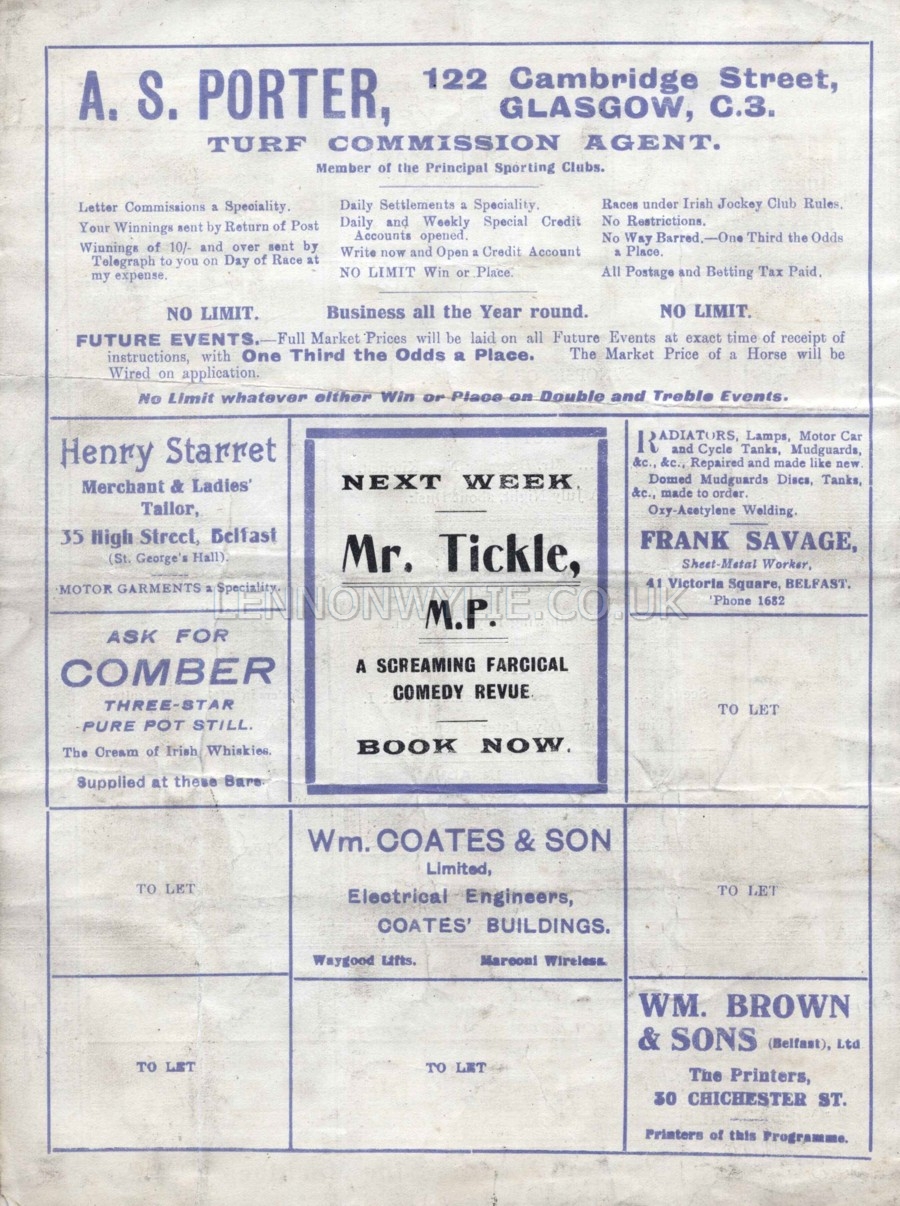 A. S. PORTER, 122 Cambridge Street,
GLASGOW, C.3.
TURF COMMISSION AGENT.
Member of the Principal Sporting Clubs.
Letter Commissions a Speciality.
Your Winnings sent by Return of Post
Winnings of 10/- and over sent by
Telegraph to you on Day of Race at
my expense.
Daily Settlements a Speciality.
Daily and Weekly Special Credit
Accounts opened.
Write now and Open a Credit Account
NO LIMIT Win or Place.
Races under Irish Jockey Club Rules.
No Restrictions.
No Way Barred.—One Third the Odds
a Place.
All Postage and Betting Tax Paid.
NO LIMIT. Business all the Year round. NO LIMIT.
FUTURE EVENTS.—Full Market Prices will be laid on all Future Events at exact time of receipt of
instructions, with One Third the Odds a Place. The Market Price of a Horse will be
Wired on application.
No Limit whatever either Win or Place on Double and Treble Events.
Henry Starret
Merchant & Ladies'
Tailor,
35 High Street, Belfast
(St. George's Hall).
MOTOR GARMENTS a Speciality.
NEXT WEEK.
Mr. Tickle,
M.P.
A SCREAMING FARCICAL
COMEDY REVUE
BOOK NOW.
RADIATORS, Lamps, Motor Car
and Cycle Tanks, Mudguards,
&c., &c., Repaired and made like new.
Domed Mudguards Discs, Tanks,
&c., made to order.
Oxy-Acetylene Welding.
FRANK SAVAGE,
Sheet-Metal Worker,
41 Victoria Square, BELFAST.
'Phone 1682
LENNONWYLIE.CO.UK
ASK FOR
COMBER
THREE-STAR
PURE POT STILL.
The Cream of Irish Whiskies.
Supplied at these Bars.
TO LET
TO LET
Wm. COATES & SON
Limited,
Electrical Engineers,
COATES' BUILDINGS.
Waygood Lifts. Marconi Wireless.
TO LET
TO LET
TO LET
WM. BROWN
& SONS (Belfast), Ltd
The Printers,
30 CHICHESTER ST.
Printers of this Programme.